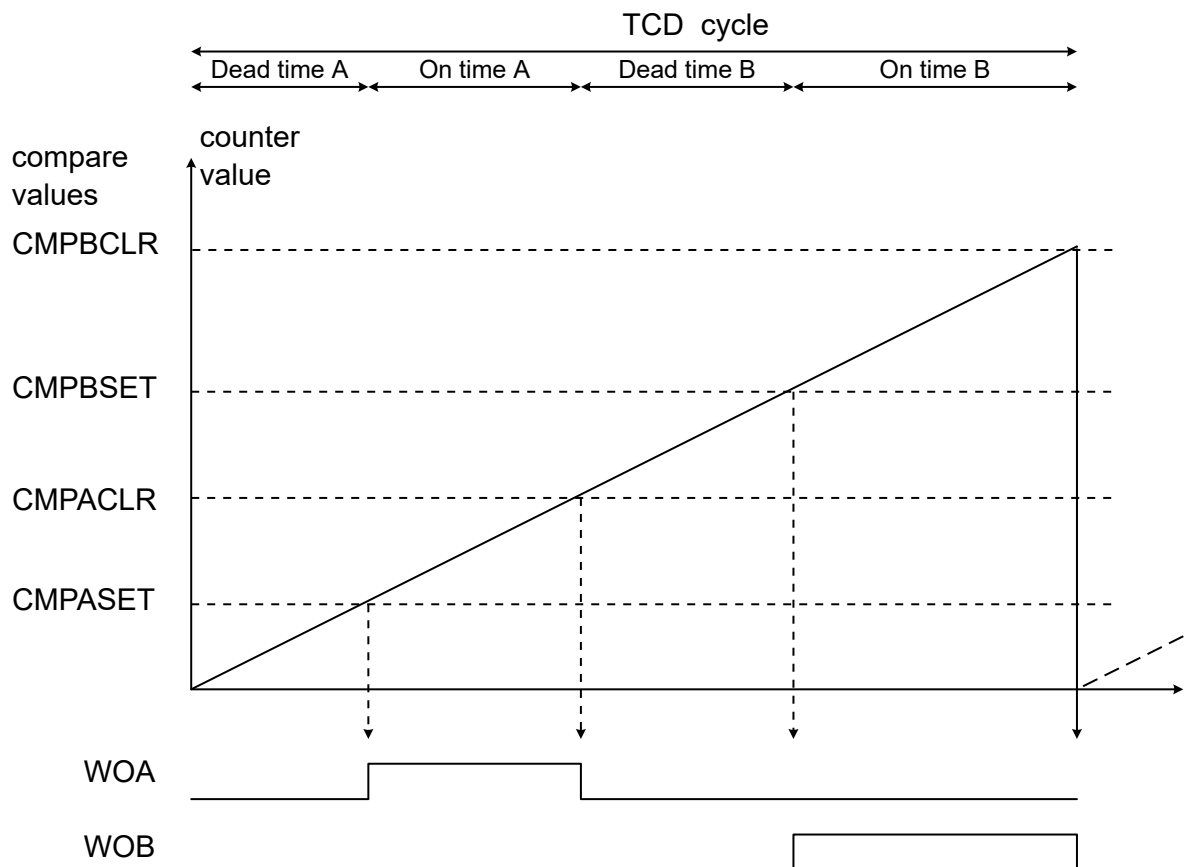 TCD cycle
Dead time A
On time A
Dead time B
On time B
compare
values
counter
value
CMPBCLR
CMPBSET
CMPACLR
CMPASET
WOA
WOB